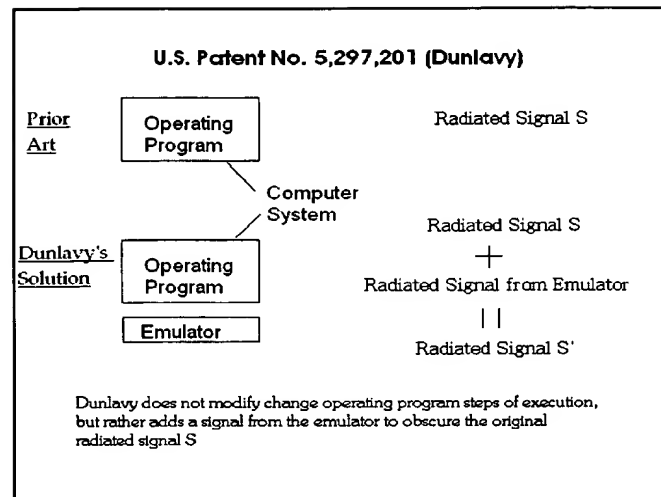 U.S. Patent No. 5,297,201 (Dunlavy)
Prior
Art
Operating
Program
Radiated Signal S
Computer
System
Dunlavy's
Solution
Operating
Program
Emulator
Radiated Signal S
+
Radiated Signal from Emulator
||
Radiated Signal S'
Dunlavy does not modify change operating program steps of execution,
but rather adds a signal from the emulator to obscure the original
radiated signal S